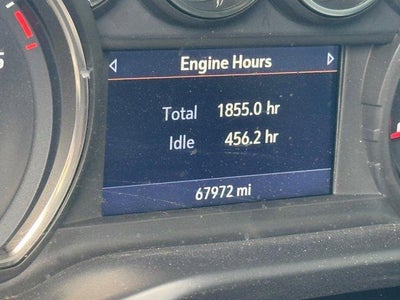 Engine Hours
Total 1855.0 hr
Idle 456.2 hr
67972 mi